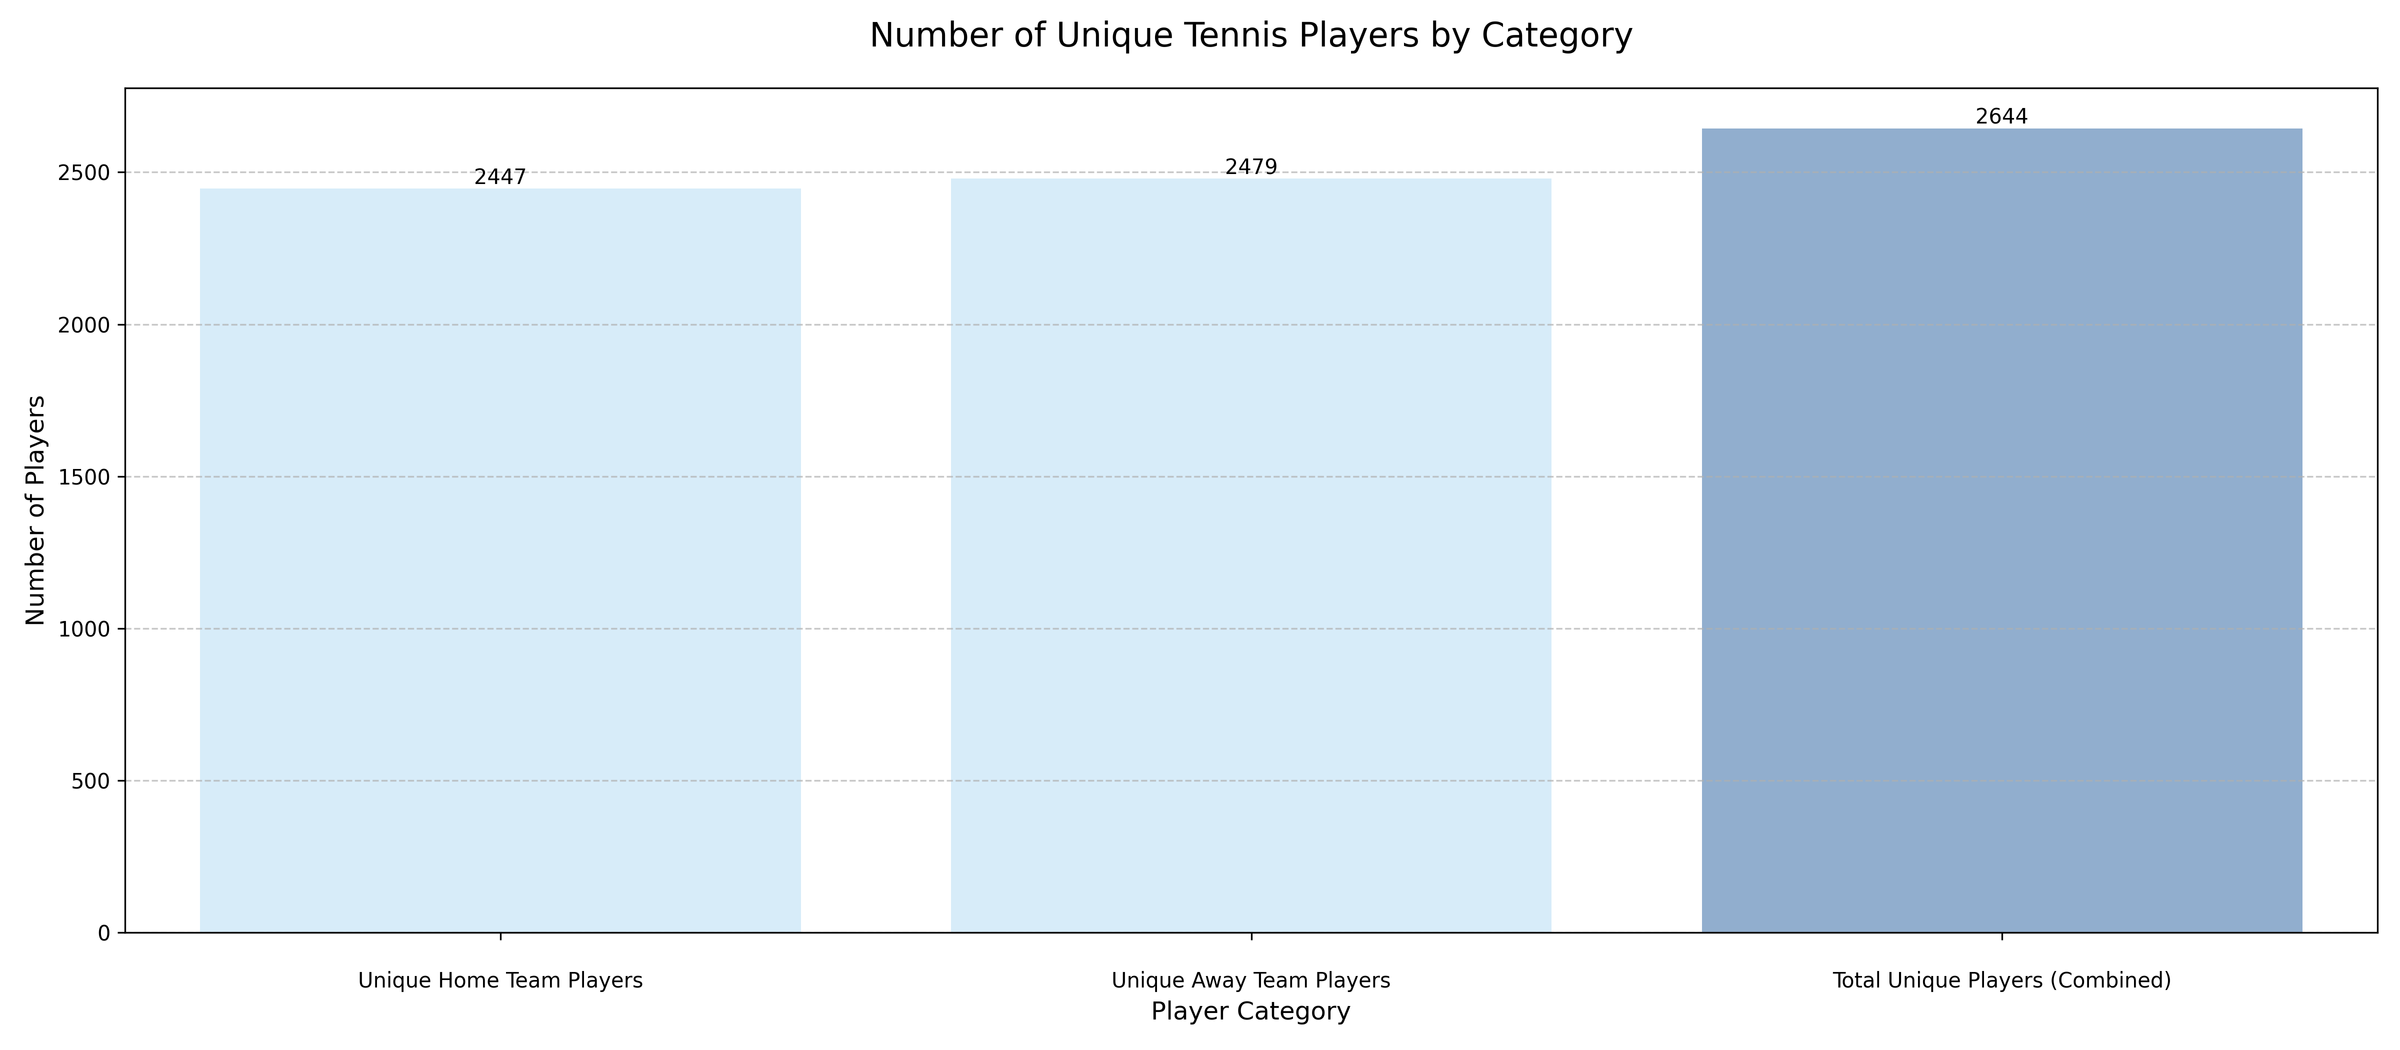 Number of Unique Tennis Players by Category
2644
2479
2447
2500
2000
1500
1000
500
0
Number of Players
Unique Home Team Players
Unique Away Team Players
Total Unique Players (Combined)
Player Category